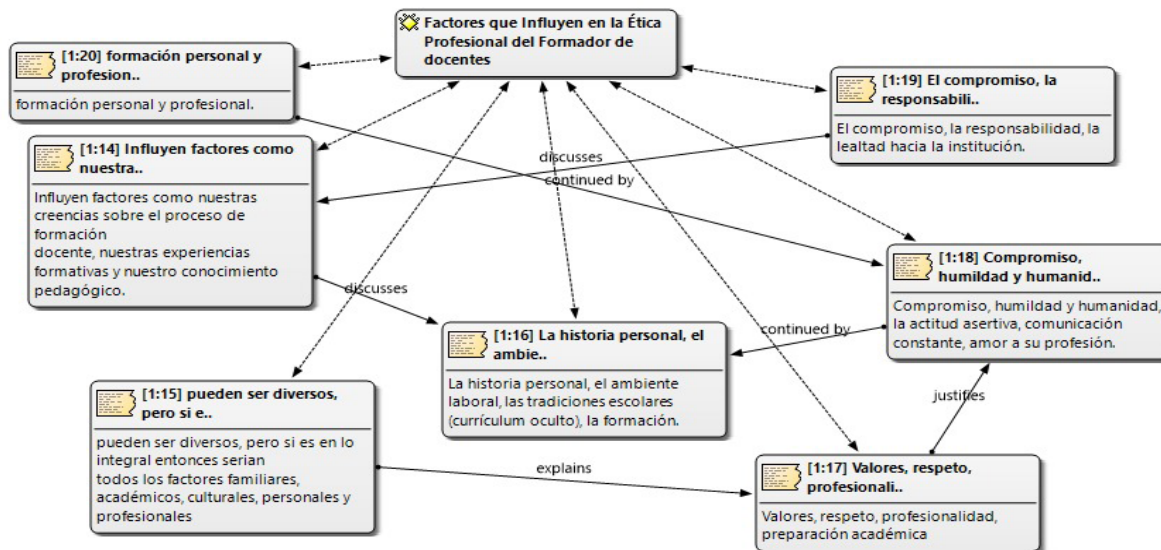 Factores que Influyen en la Ética
Profesional del Formador de
docentes
[1:20] formación personal y
profesion..
formación personal y profesional.
[1:19] El compromiso, la
responsabili..
El compromiso, la responsabilidad, la
lealtad hacia la institución.
[1:14] Influyen factores como
nuestra..
Influyen factores como nuestras
creencias sobre el proceso de
formación
docente, nuestras experiencias
formativas y nuestro conocimiento
pedagógico.
discusses
continued by
[1:18] Compromiso,
humildad y humanid..
Compromiso, humildad y humanidad,
la actitud asertiva, comunicación
constante, amor a su profesión.
discusses
[1:16] La historia personal, el
ambie..
La historia personal, el ambiente
laboral, las tradiciones escolares
(currículum oculto), la formación.
continued by
[1:15] pueden ser diversos,
pero si e..
pueden ser diversos, pero si es en lo
integral entonces serian
todos los factores familiares,
académicos, culturales, personales y
profesionales
justifies
explains
[1:17] Valores, respeto,
profesionali..
Valores, respeto, profesionalidad,
preparación académica